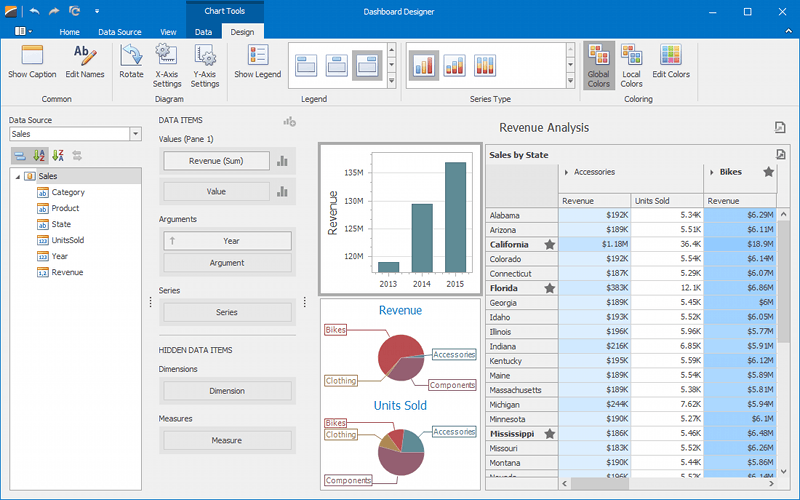 Chart Tools
Dashboard Designer
Home
Data Source
View
Data
Design
Show Caption
Edit Names
Rotate
X-Axis
Settings
Y-Axis
Settings
Show Legend
Global
Colors
Local
Colors
Edit Colors
Common
Diagram
Legend
Series Type
Coloring
Data Source
Sales
Sales
Category
Product
State
UnitsSold
Year
Revenue
DATA ITEMS
Values (Pane 1)
Revenue (Sum)
Value
Arguments
Year
Argument
Series
Series
HIDDEN DATA ITEMS
Dimensions
Dimension
Measures
Measure
Revenue Analysis
Revenue
135M
130M
125M
120M
2013 2014 2015
Revenue
Bikes
Accessories
Clothing
Components
Units Sold
Bikes
Clothing
Accessories
Components
Sales by State
Accessories Bikes
Revenue Units Sold Revenue
Alabama $192K 5.34K $6.29M
Arizona $189K 5.51K $6.11M
California $1.18M 36.4K $18.9M
Colorado $192K 5.54K $6.14M
Connecticut $187K 5.29K $6.07M
Florida $383K 12.1K $6.86M
Georgia $189K 5.45K $6M
Idaho $193K 5.52K $6.05M
Illinois $196K 5.96K $5.77M
Indiana $216K 6.85K $5.91M
Kentucky $195K 5.59K $6.12M
Maine $189K 5.54K $5.89M
Massachusetts $189K 5.38K $5.81M
Michigan $244K 7.62K $5.94M
Minnesota $190K 5.27K $6.1M
Mississippi $186K 5.46K $6.48M
Missouri $183K 5.52K $6.26M
Montana $190K 5.44K $5.86M
Nevada $196K 5.57K $6.14M